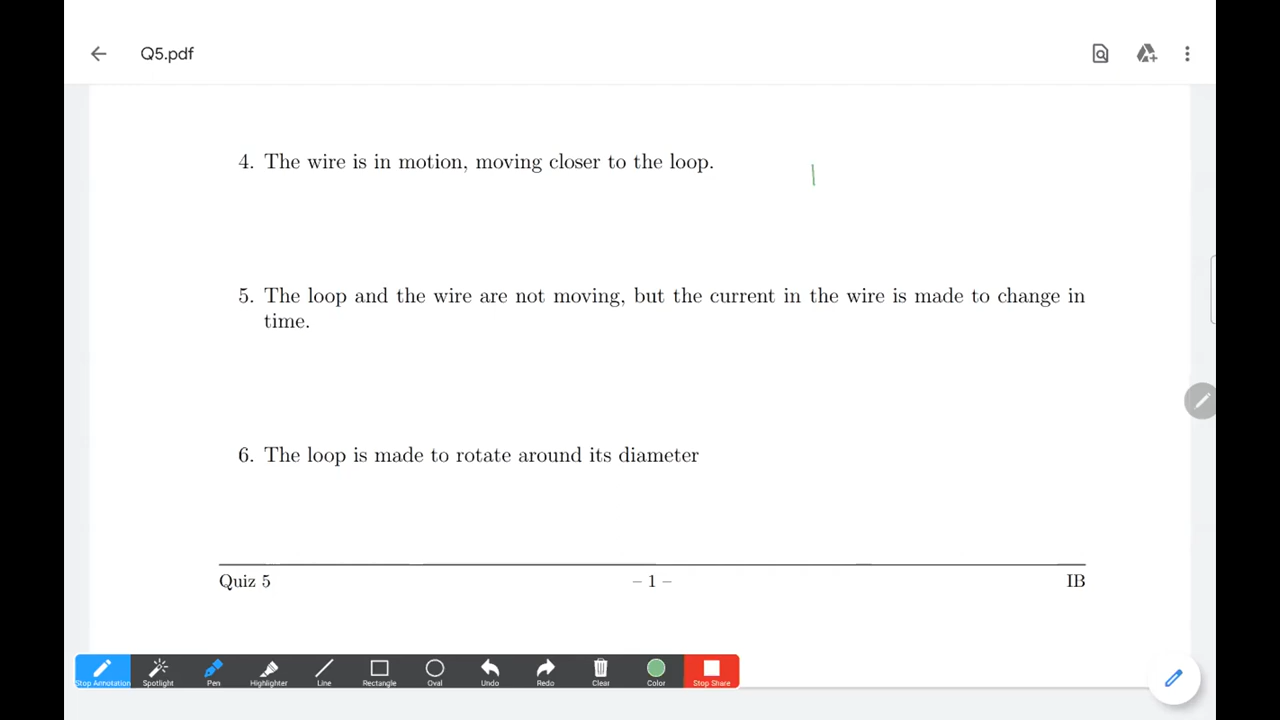 Q5.pdf
4. The wire is in motion, moving closer to the loop.
5. The loop and the wire are not moving, but the current in the wire is made to change in
time.
6. The loop is made to rotate around its diameter
Quiz 5
– 1 –
IB
Stop Annotation
Spotlight
Pen
Highlighter
Line
Rectangle
Oval
Undo
Redo
Clear
Color
Stop Share